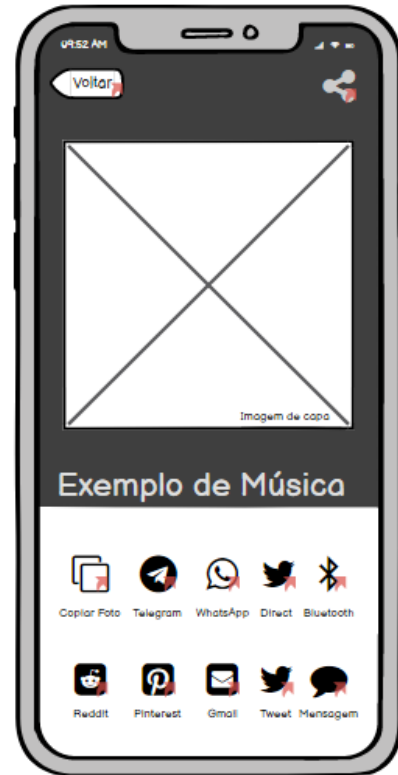 09:52 AM
Voltar
Imagem de capa
Exemplo de Música
Copiar Foto Telegram WhatsApp Direct Bluetooth
Reddit Pinterest Gmail Tweet Mensagem